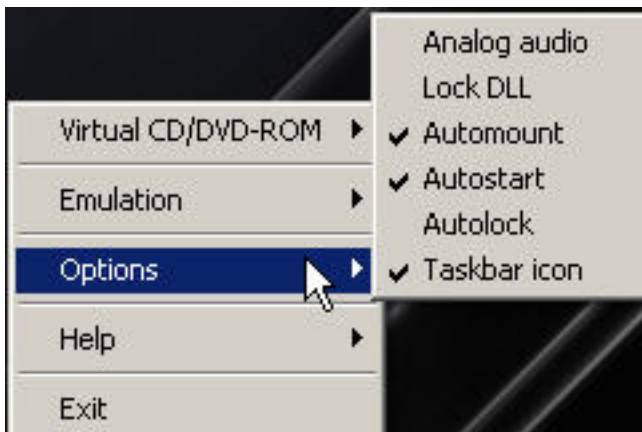 Virtual CD/DVD-ROM
Emulation
Options
Help
Exit
Analog audio
Lock DLL
Automount
Autostart
Autolock
Taskbar icon